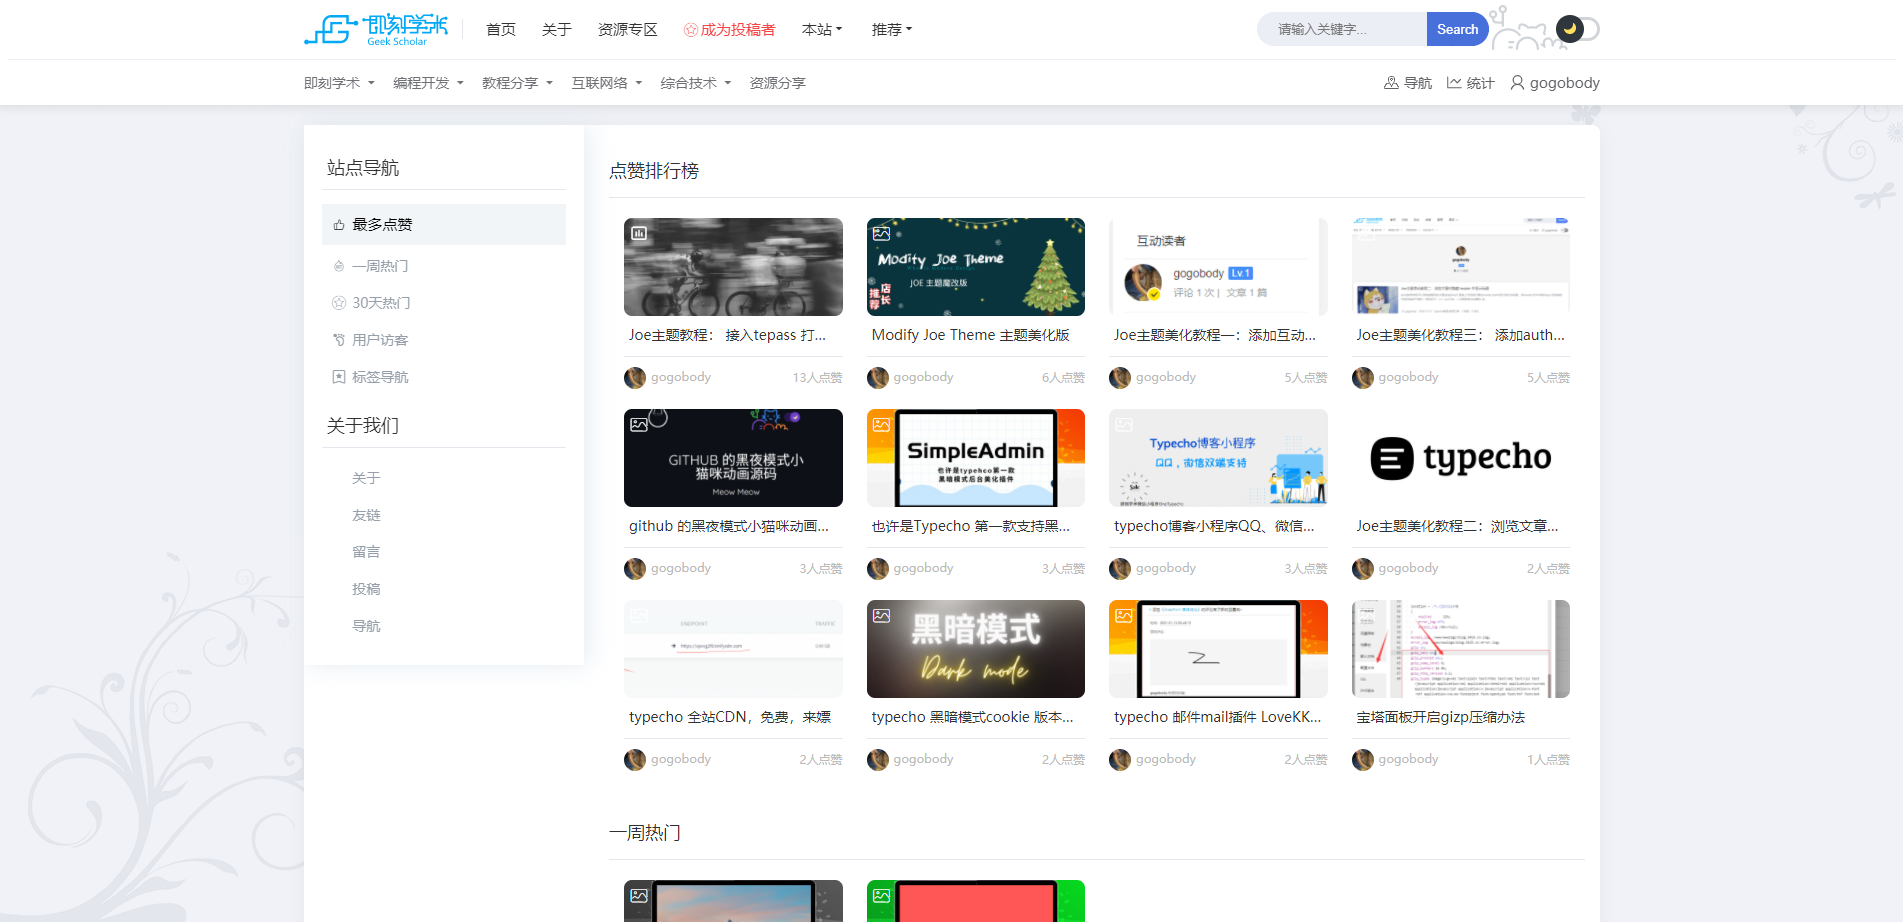 即刻学术
Geek Scholar
首页 关于 资源专区 成为投稿者 本站 推荐
请输入关键字... Search
即刻学术 编程开发 教程分享 互联网络 综合技术 资源分享
导航 统计 gogobody
站点导航
最多点赞
一周热门
30天热门
用户访客
标签导航
关于我们
关于
友链
留言
投稿
导航
点赞排行榜
Modify Joe Theme
JOE 主题魔改版
店长推荐
互动读者
gogobody Lv.1
评论 1 次 | 文章 1 篇
Joe主题教程： 接入tepass 打...
Modify Joe Theme 主题美化版
Joe主题美化教程一：添加互动...
Joe主题美化教程三： 添加auth...
gogobody 13人点赞
gogobody 6人点赞
gogobody 5人点赞
gogobody 5人点赞
GITHUB 的黑夜模式小
猫咪动画源码
Meow Meow
SimpleAdmin
也许是typehco第一款
黑暗模式后台美化插件
Typecho博客小程序
QQ，微信双端支持
typecho
github 的黑夜模式小猫咪动画...
也许是Typecho 第一款支持黑...
typecho博客小程序QQ、微信...
Joe主题美化教程二：浏览文章...
gogobody 3人点赞
gogobody 3人点赞
gogobody 3人点赞
gogobody 2人点赞
ENDPOINT TRAFFIC
黑暗模式
Dark mode
typecho 全站CDN，免费，来嫖
typecho 黑暗模式cookie 版本...
typecho 邮件mail插件 LoveKK...
宝塔面板开启gizp压缩办法
gogobody 2人点赞
gogobody 2人点赞
gogobody 2人点赞
gogobody 1人点赞
一周热门